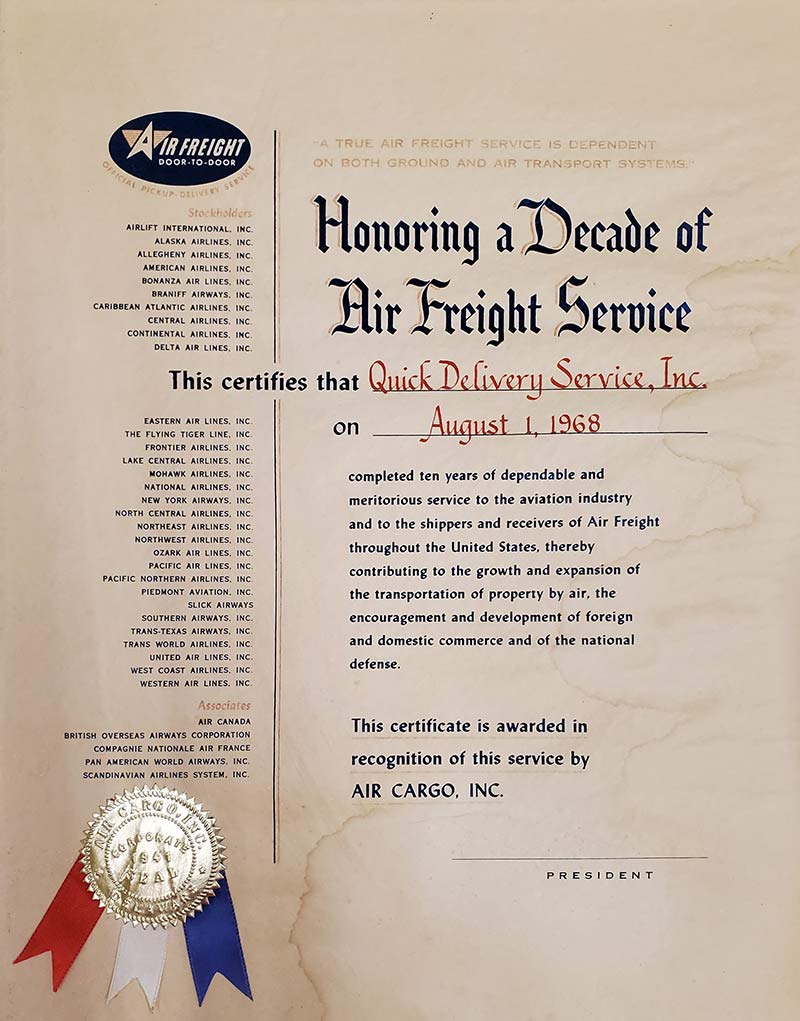 AIR FREIGHT
DOOR-TO-DOOR
OFFICIAL PICKUP-DELIVERY SERVICE
Stockholders
AIRLIFT INTERNATIONAL, INC.
ALASKA AIRLINES, INC.
ALLEGHENY AIRLINES, INC.
AMERICAN AIRLINES, INC.
BONANZA AIR LINES, INC.
BRANIFF AIRWAYS, INC.
CARIBBEAN ATLANTIC AIRLINES, INC.
CENTRAL AIRLINES, INC.
CONTINENTAL AIRLINES, INC.
DELTA AIR LINES, INC.
"A TRUE AIR FREIGHT SERVICE IS DEPENDENT
ON BOTH GROUND AND AIR TRANSPORT SYSTEMS."
Honoring a Decade of
Air Freight Service
This certifies that Quick Delivery Service, Inc.
on August 1, 1968
EASTERN AIR LINES, INC.
THE FLYING TIGER LINE, INC.
FRONTIER AIRLINES, INC.
LAKE CENTRAL AIRLINES, INC.
MOHAWK AIRLINES, INC.
NATIONAL AIRLINES, INC.
NEW YORK AIRWAYS, INC.
NORTH CENTRAL AIRLINES, INC.
NORTHEAST AIRLINES, INC.
NORTHWEST AIRLINES, INC.
OZARK AIR LINES, INC.
PACIFIC AIR LINES, INC.
PACIFIC NORTHERN AIRLINES, INC.
PIEDMONT AVIATION, INC.
SLICK AIRWAYS
SOUTHERN AIRWAYS, INC.
TRANS-TEXAS AIRWAYS, INC.
TRANS WORLD AIRLINES, INC.
UNITED AIR LINES, INC.
WEST COAST AIRLINES, INC.
WESTERN AIR LINES, INC.
Associates
AIR CANADA
BRITISH OVERSEAS AIRWAYS CORPORATION
COMPAGNIE NATIONALE AIR FRANCE
PAN AMERICAN WORLD AIRWAYS, INC.
SCANDINAVIAN AIRLINES SYSTEM, INC.
completed ten years of dependable and
meritorious service to the aviation industry
and to the shippers and receivers of Air Freight
throughout the United States, thereby
contributing to the growth and expansion of
the transportation of property by air, the
encouragement and development of foreign
and domestic commerce and of the national
defense.
This certificate is awarded in
recognition of this service by
AIR CARGO, INC.
PRESIDENT
AIR CARGO, INC.
CORPORATE
SEAL
DELAWARE